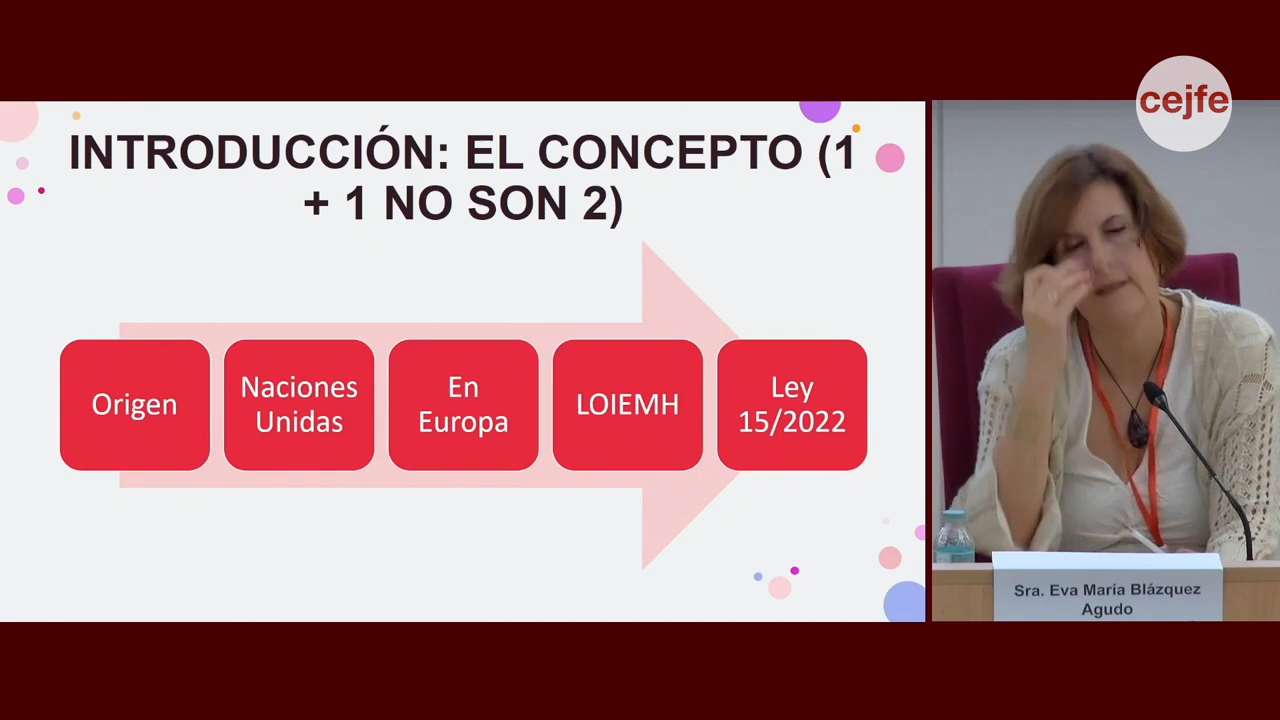 cejfe
INTRODUCCIÓN: EL CONCEPTO (1
+ 1 NO SON 2)
Origen
Naciones
Unidas
En
Europa
LOIEMH
Ley
15/2022
Sra. Eva María Blázquez
Agudo